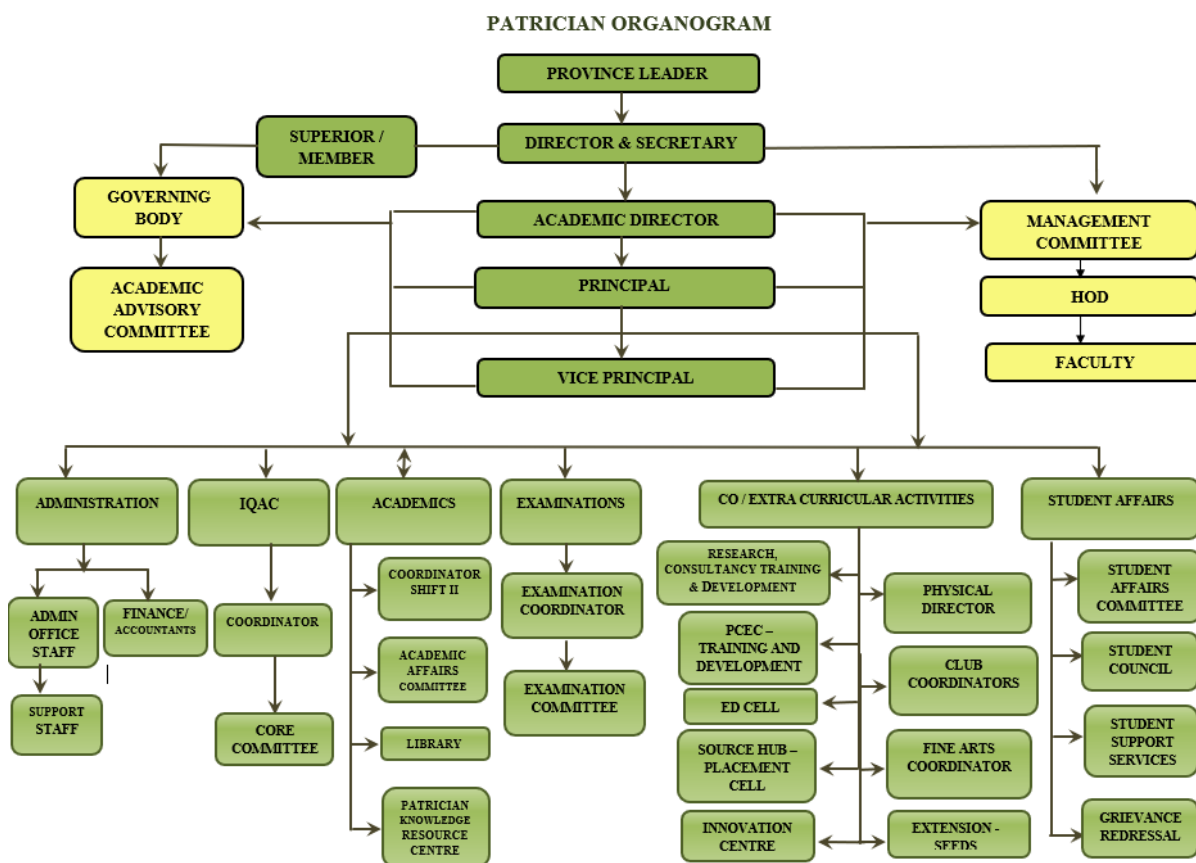 PATRICIAN ORGANOGRAM
PROVINCE LEADER
SUPERIOR /
MEMBER
DIRECTOR & SECRETARY
GOVERNING
BODY
ACADEMIC DIRECTOR
MANAGEMENT
COMMITTEE
ACADEMIC
ADVISORY
COMMITTEE
PRINCIPAL
HOD
VICE PRINCIPAL
FACULTY
ADMINISTRATION
IQAC
ACADEMICS
EXAMINATIONS
CO / EXTRA CURRICULAR ACTIVITIES
STUDENT AFFAIRS
ADMIN
OFFICE
STAFF
FINANCE/
ACCOUNTANTS
SUPPORT
STAFF
COORDINATOR
CORE
COMMITTEE
COORDINATOR
SHIFT II
ACADEMIC
AFFAIRS
COMMITTEE
LIBRARY
PATRICIAN
KNOWLEDGE
RESOURCE
CENTRE
EXAMINATION
COORDINATOR
EXAMINATION
COMMITTEE
RESEARCH,
CONSULTANCY TRAINING
& DEVELOPMENT
PCEC –
TRAINING AND
DEVELOPMENT
ED CELL
SOURCE HUB –
PLACEMENT
CELL
INNOVATION
CENTRE
PHYSICAL
DIRECTOR
CLUB
COORDINATORS
FINE ARTS
COORDINATOR
EXTENSION -
SEEDS
STUDENT
AFFAIRS
COMMITTEE
STUDENT
COUNCIL
STUDENT
SUPPORT
SERVICES
GRIEVANCE
REDRESSAL